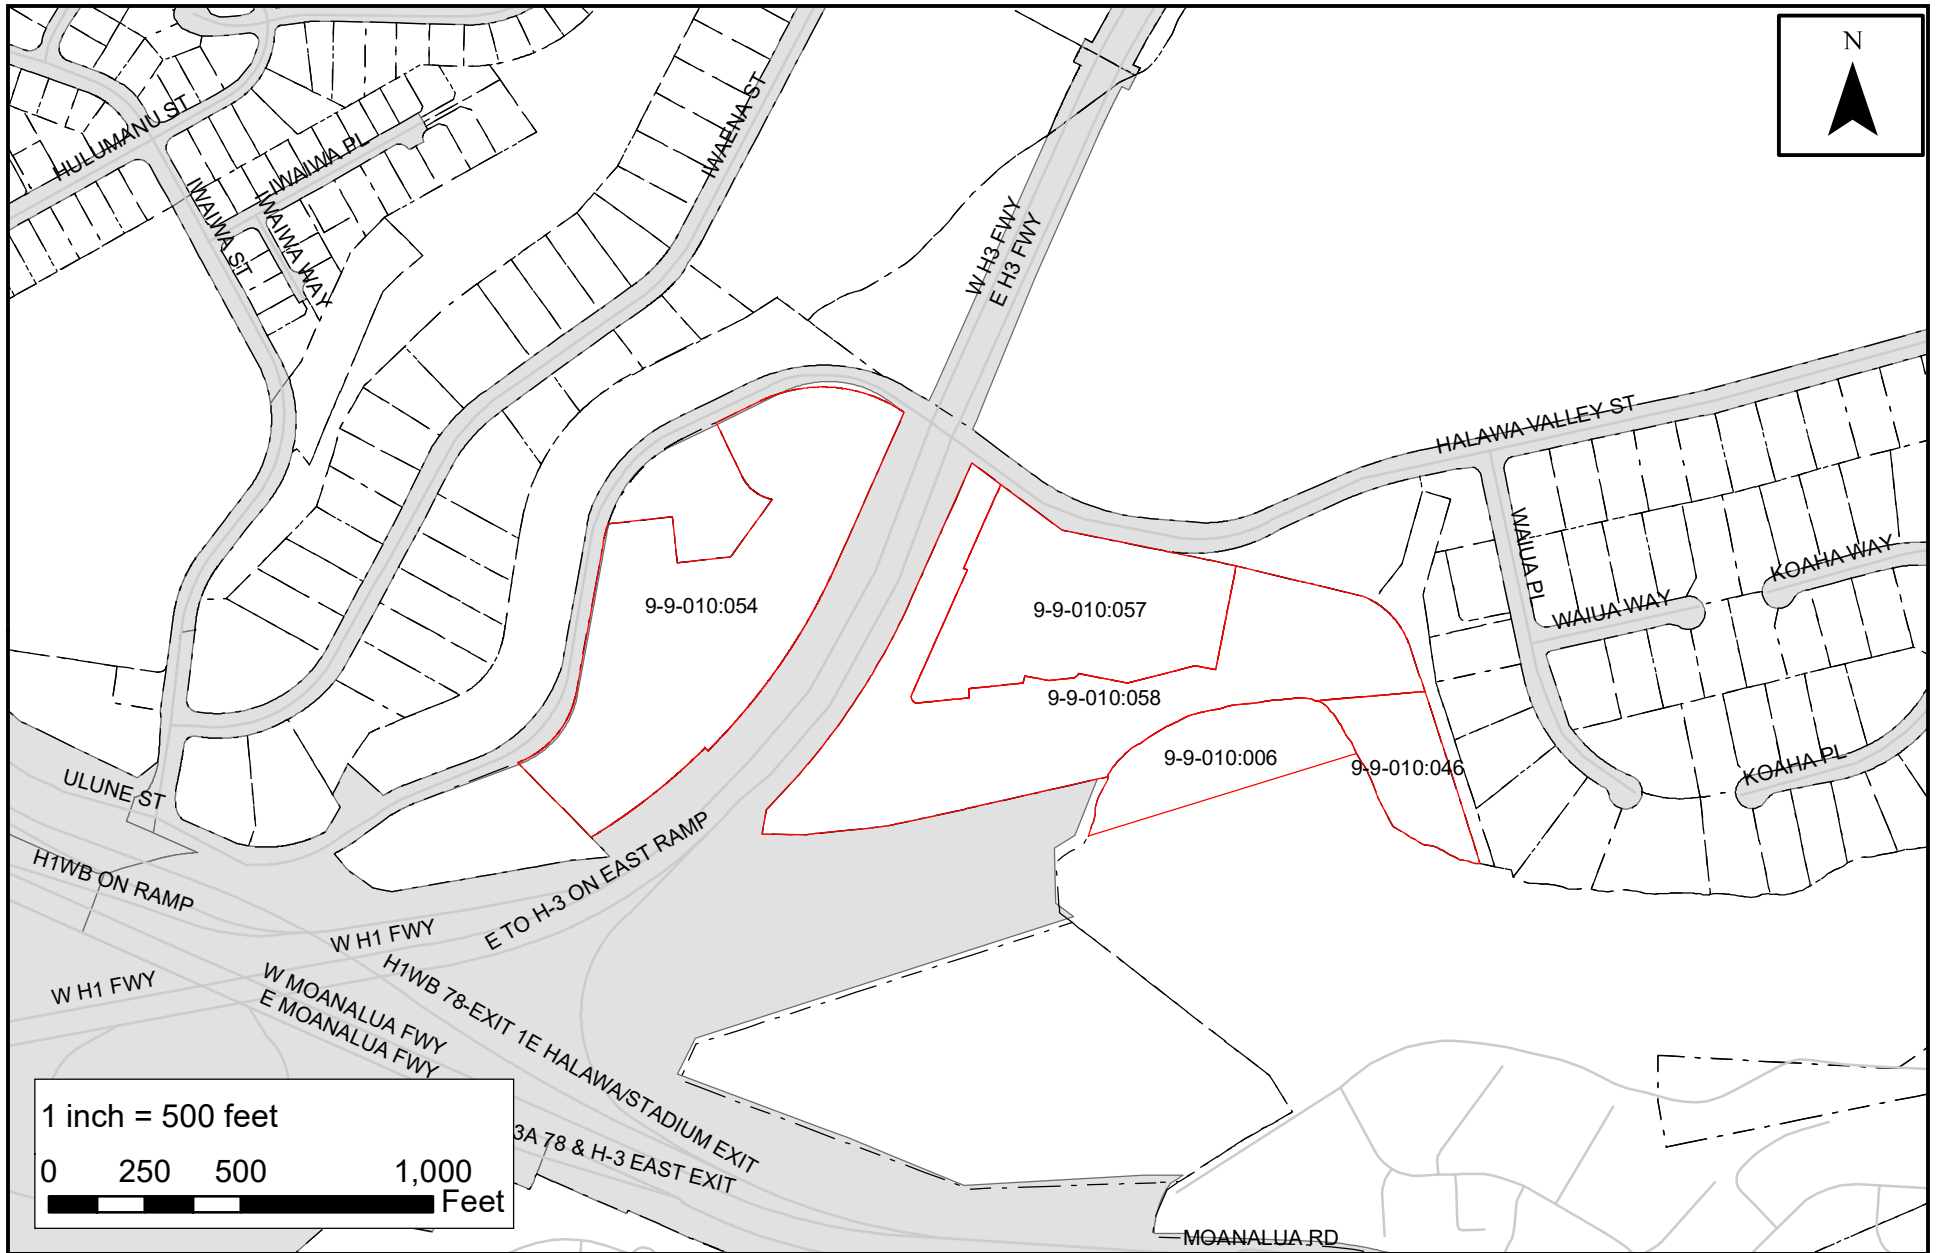 N
HULUMANU ST
IWAIWA PL
IWAIWA ST
IWAIWA WAY
IWAENA ST
W H3 FWY
E H3 FWY
HALAWA VALLEY ST
WAIUA PL
WAIUA WAY
KOAHA WAY
KOAHA PL
9-9-010:054
9-9-010:057
9-9-010:058
9-9-010:006
9-9-010:046
ULUNE ST
H1WB ON RAMP
W H1 FWY
E TO H-3 ON EAST RAMP
W H1 FWY
W MOANALUA FWY
E MOANALUA FWY
H1WB 78-EXIT 1E HALAWA/STADIUM EXIT
3A 78 & H-3 EAST EXIT
MOANALUA RD
1 inch = 500 feet
0 250 500 1,000
Feet